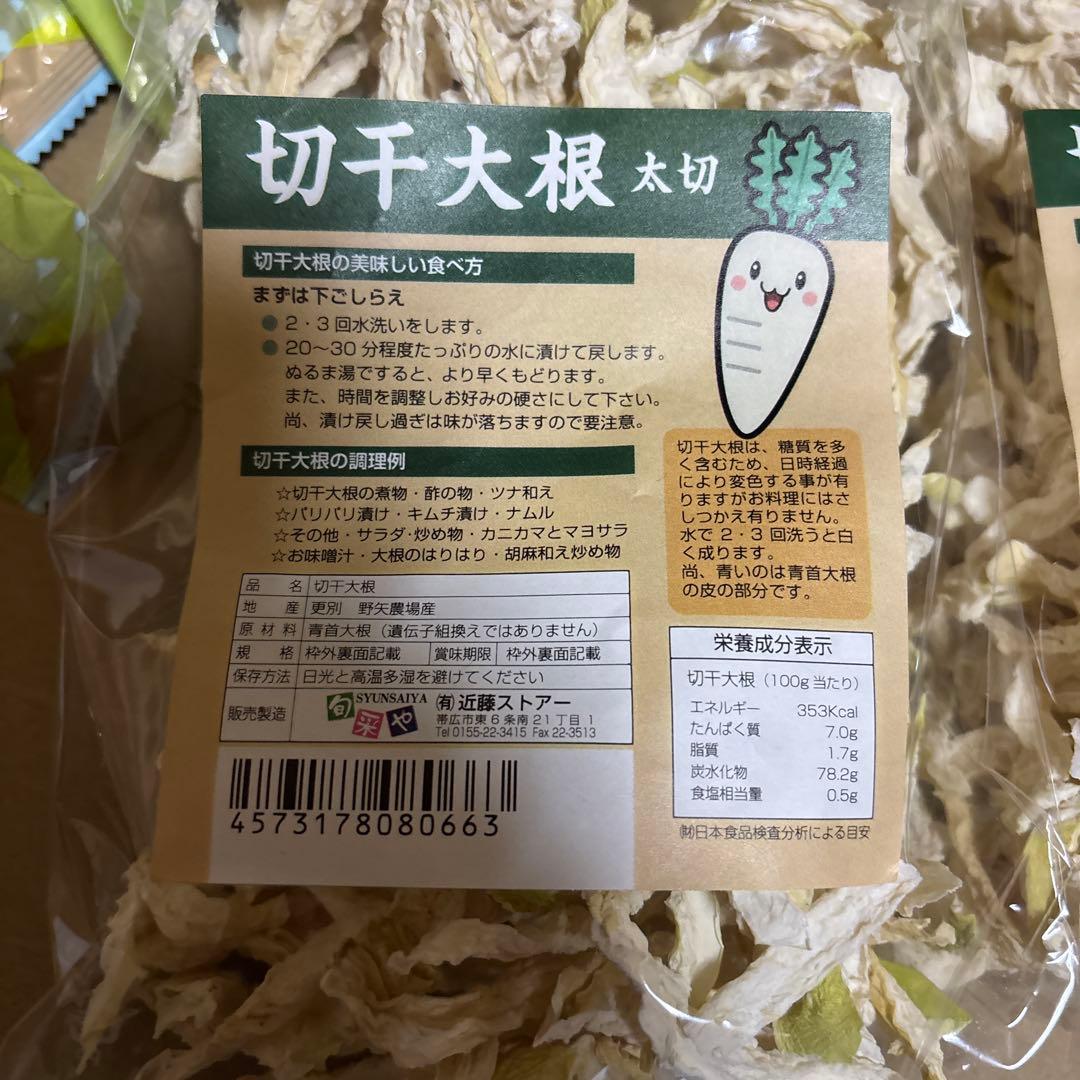 切干大根 太切
切干大根の美味しい食べ方
まずは下ごしらえ
● 2・3回水洗いをします。
● 20〜30分程度たっぷりの水に漬けて戻します。
ぬるま湯ですると、より早くもどります。
また、時間を調整しお好みの硬さにして下さい。
尚、漬け戻し過ぎは味が落ちますので要注意。
切干大根の調理例
☆切干大根の煮物・酢の物・ツナ和え
☆パリパリ漬け・キムチ漬け・ナムル
☆その他・サラダ・炒め物・カニカマとマヨサラ
☆お味噌汁・大根のはりはり・胡麻和え炒め物
品名 切干大根
地産 更別 野矢農場産
原材料 青首大根（遺伝子組換えではありません）
規格 枠外裏面記載 賞味期限 枠外裏面記載
保存方法 日光と高温多湿を避けてください
販売製造 SYUNSAIYA 旬采や ㈲近藤ストアー
帯広市東6条南21丁目1
Tel 0155-22-3415 Fax 22-3513
4573178080663
切干大根は、糖質を多
く含むため、日時経過
により変色する事が有
りますがお料理にはさ
しつかえ有りません。
水で2・3回洗うと白
く成ります。
尚、青いのは青首大根
の皮の部分です。
栄養成分表示
切干大根（100g当たり）
エネルギー 353Kcal
たんぱく質 7.0g
脂質 1.7g
炭水化物 78.2g
食塩相当量 0.5g
㈶日本食品検査分析による目安